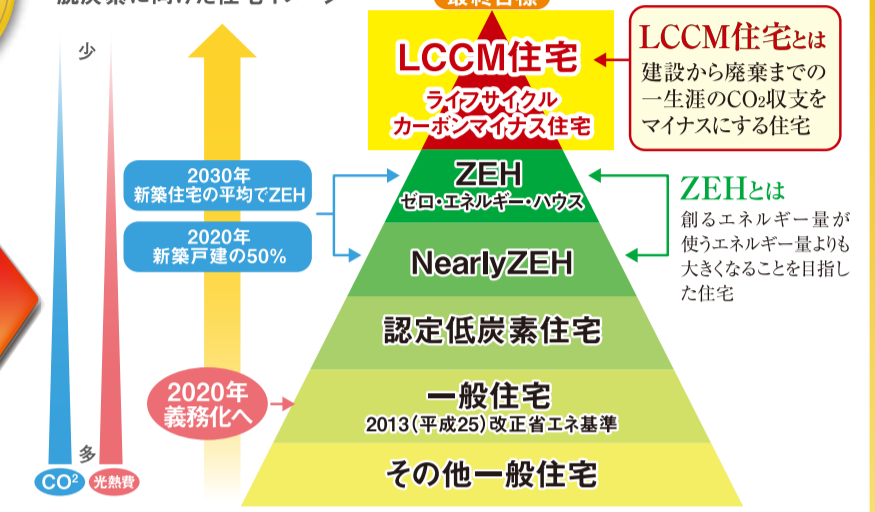 最終目標
少
LCCM住宅
ライフサイクル
カーボンマイナス住宅
LCCM住宅とは
建設から廃棄までの
一生涯のCO₂収支を
マイナスにする住宅
2030年
新築住宅の平均でZEH
2020年
新築戸建の50%
ZEH
ゼロ・エネルギー・ハウス
ZEHとは
創るエネルギー量が
使うエネルギー量よりも
大きくなることを目指し
た住宅
NearlyZEH
認定低炭素住宅
2020年
義務化へ
一般住宅
2013(平成25)改正省エネ基準
その他一般住宅
多
CO²
光熱費